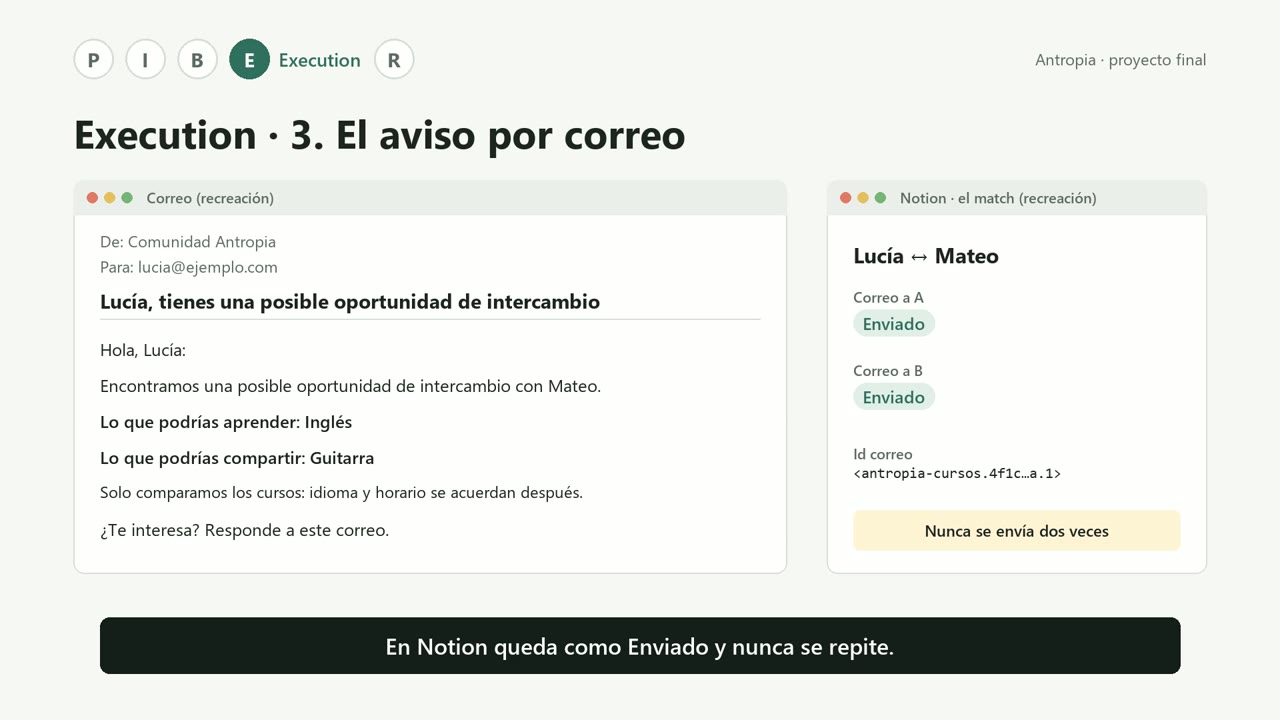 P I B E Execution R
Antropia · proyecto final
Execution · 3. El aviso por correo
Correo (recreación)
De: Comunidad Antropia
Para: lucia@ejemplo.com
Lucía, tienes una posible oportunidad de intercambio
Hola, Lucía:
Encontramos una posible oportunidad de intercambio con Mateo.
Lo que podrías aprender: Inglés
Lo que podrías compartir: Guitarra
Solo comparamos los cursos: idioma y horario se acuerdan después.
¿Te interesa? Responde a este correo.
Notion · el match (recreación)
Lucía ↔ Mateo
Correo a A
Enviado
Correo a B
Enviado
Id correo
<antropia-cursos.4f1c…a.1>
Nunca se envía dos veces
En Notion queda como Enviado y nunca se repite.